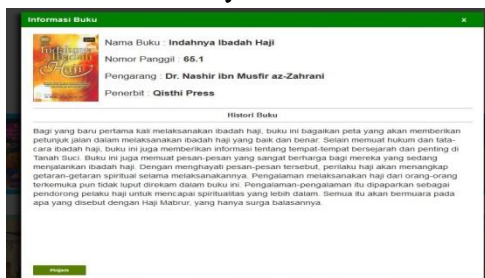 Informasi Buku ×
Indahnya Ibadah Haji
Nama Buku : Indahnya Ibadah Haji
Nomor Panggil : 65.1
Pengarang : Dr. Nashir ibn Musfir az-Zahrani
Penerbit : Qisthi Press
Histori Buku
Bagi yang baru pertama kali melaksanakan ibadah haji, buku ini bagaikan peta yang akan memberikan
petunjuk jalan dalam melaksanakan ibadah haji yang baik dan benar. Selain memuat hukum dan tata-
cara ibadah haji, buku ini juga memberikan informasi tentang tempat-tempat bersejarah dan penting di
Tanah Suci. Buku ini juga memuat pesan-pesan yang sangat berharga bagi mereka yang sedang
menjalankan ibadah haji. Dengan menghayati pesan-pesan tersebut, perilaku haji akan menangkap
getaran-getaran spiritual selama melaksanakannya. Pengalaman melaksanakan haji dari orang-orang
terkemuka pun tidak luput direkam dalam buku ini. Pengalaman-pengalaman itu dipaparkan sebagai
pendorong pelaku haji untuk mencapai spiritualitas yang lebih dalam. Semua itu akan bermuara pada
apa yang disebut dengan Haji Mabrur, yang hanya surga balasannya.